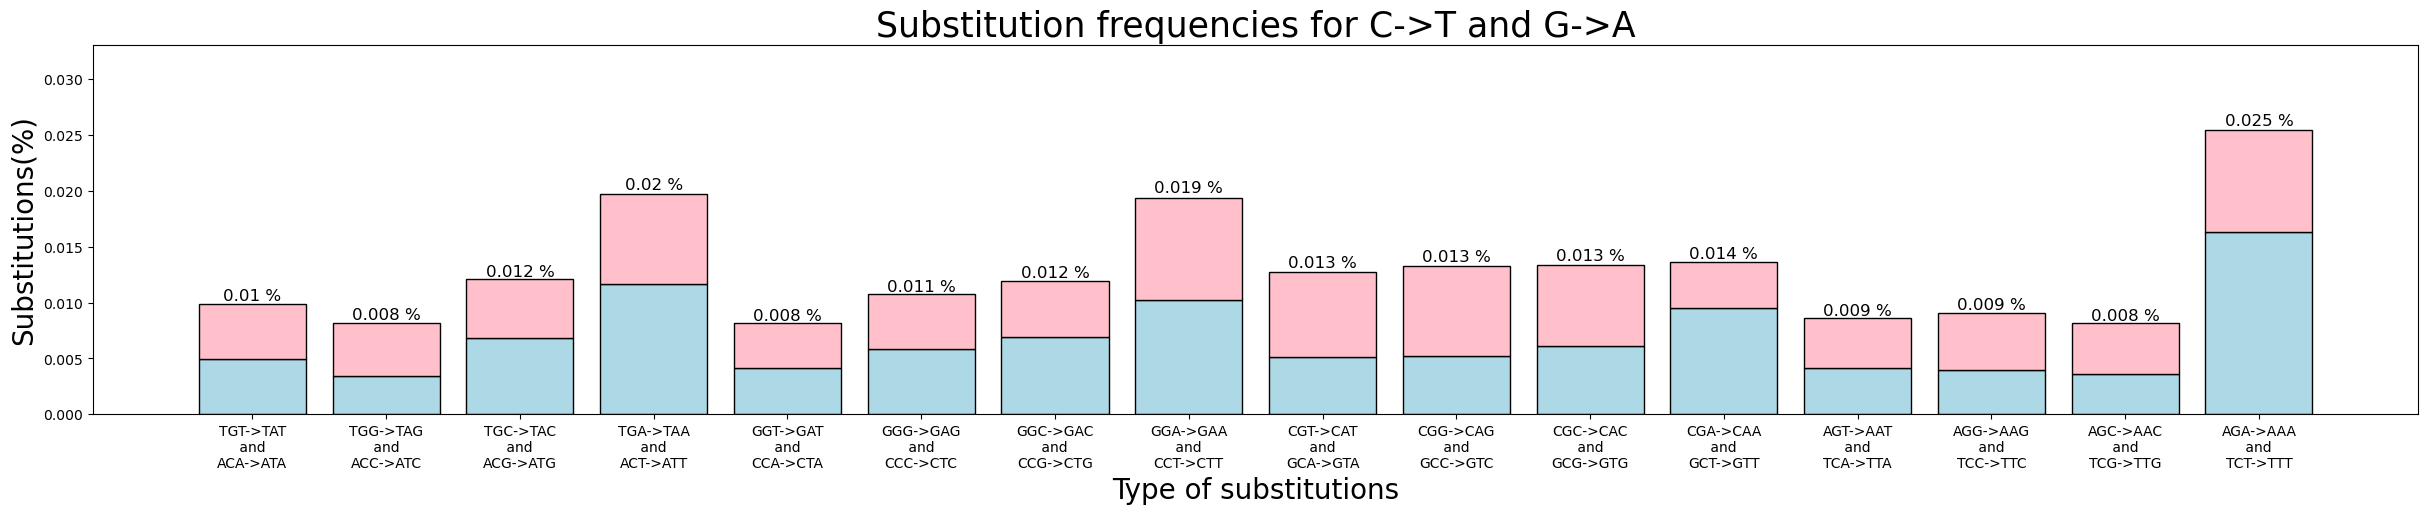 Substitution frequencies for C->T and G->A
Substitutions(%)
0.030
0.025
0.020
0.015
0.010
0.005
0.000
0.01 %
0.008 %
0.012 %
0.02 %
0.008 %
0.011 %
0.012 %
0.019 %
0.013 %
0.013 %
0.013 %
0.014 %
0.009 %
0.009 %
0.008 %
0.025 %
TGT->TAT
and
ACA->ATA
TGG->TAG
and
ACC->ATC
TGC->TAC
and
ACG->ATG
TGA->TAA
and
ACT->ATT
GGT->GAT
and
CCA->CTA
GGG->GAG
and
CCC->CTC
GGC->GAC
and
CCG->CTG
GGA->GAA
and
CCT->CTT
CGT->CAT
and
GCA->GTA
CGG->CAG
and
GCC->GTC
CGC->CAC
and
GCG->GTG
CGA->CAA
and
GCT->GTT
AGT->AAT
and
TCA->TTA
AGG->AAG
and
TCC->TTC
AGC->AAC
and
TCG->TTG
AGA->AAA
and
TCT->TTT
Type of substitutions